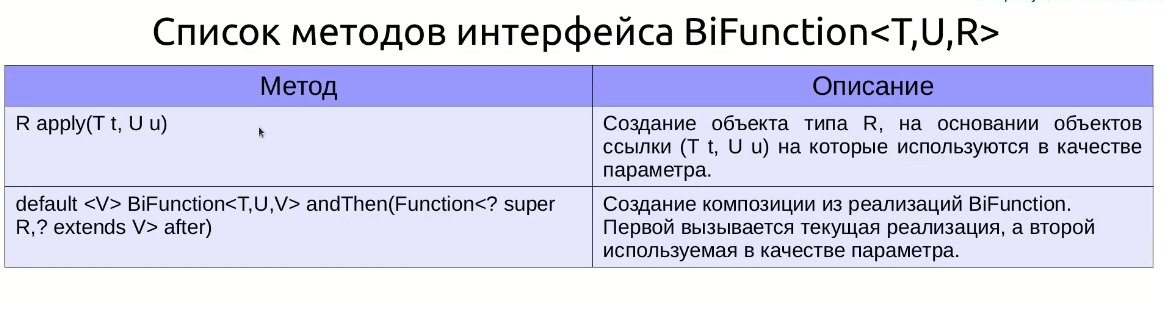 Список методов интерфейса BiFunction<T,U,R>
Метод
Описание
R apply(T t, U u)
Создание объекта типа R, на основании объектов
ссылки (T t, U u) на которые используются в качестве
параметра.
default <V> BiFunction<T,U,V> andThen(Function<? super
R,? extends V> after)
Создание композиции из реализаций BiFunction.
Первой вызывается текущая реализация, а второй
используемая в качестве параметра.